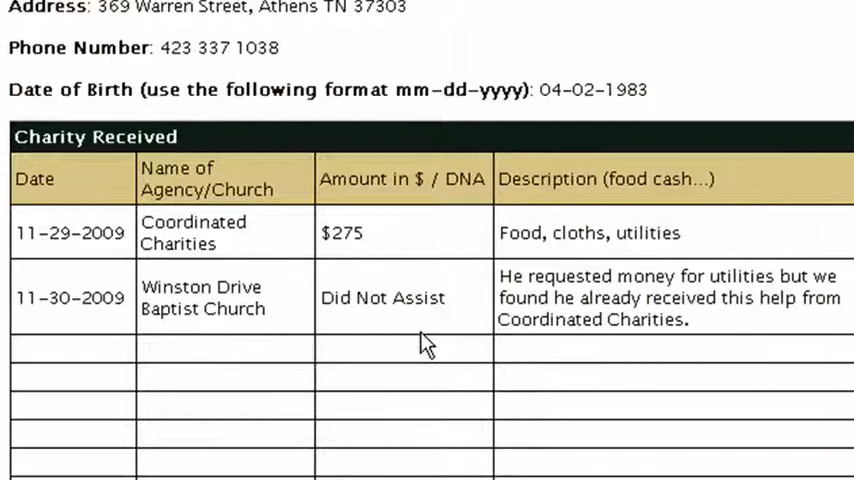 Address: 369 Warren Street, Athens TN 37303
Phone Number: 423 337 1038
Date of Birth (use the following format mm-dd-yyyy): 04-02-1983
Charity Received
Date
Name of
Agency/Church
Amount in $ / DNA
Description (food cash...)
11-29-2009
Coordinated
Charities
$275
Food, cloths, utilities
11-30-2009
Winston Drive
Baptist Church
Did Not Assist
He requested money for utilities but we
found he already received this help from
Coordinated Charities.